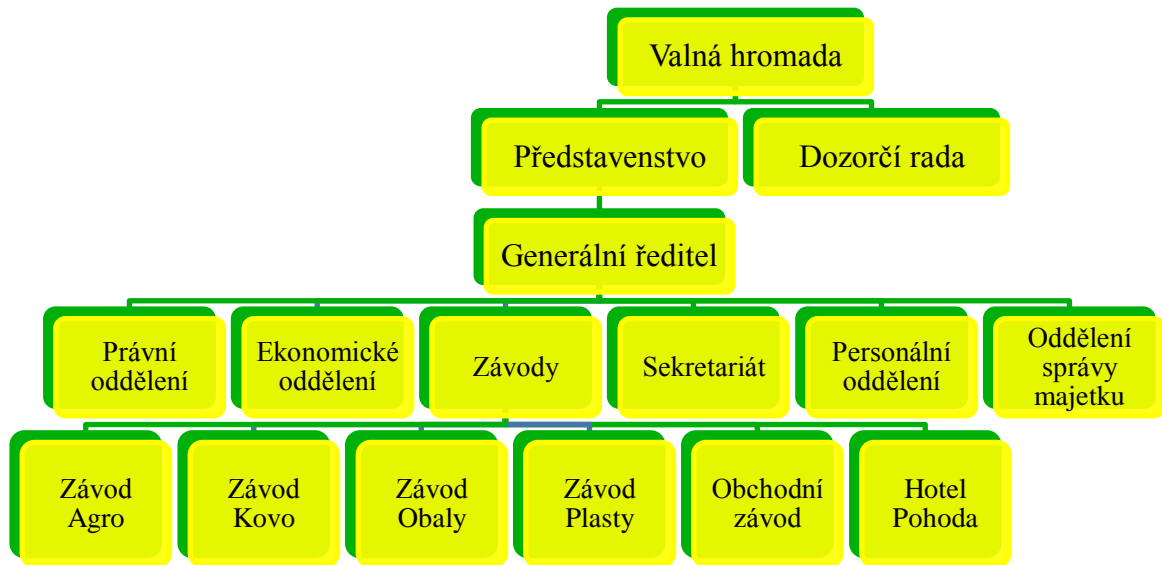 Valná hromada
Představenstvo
Dozorčí rada
Generální ředitel
Právní
oddělení
Ekonomické
oddělení
Závody
Sekretariát
Personální
oddělení
Oddělení
správy
majetku
Závod
Agro
Závod
Kovo
Závod
Obaly
Závod
Plasty
Obchodní
závod
Hotel
Pohoda